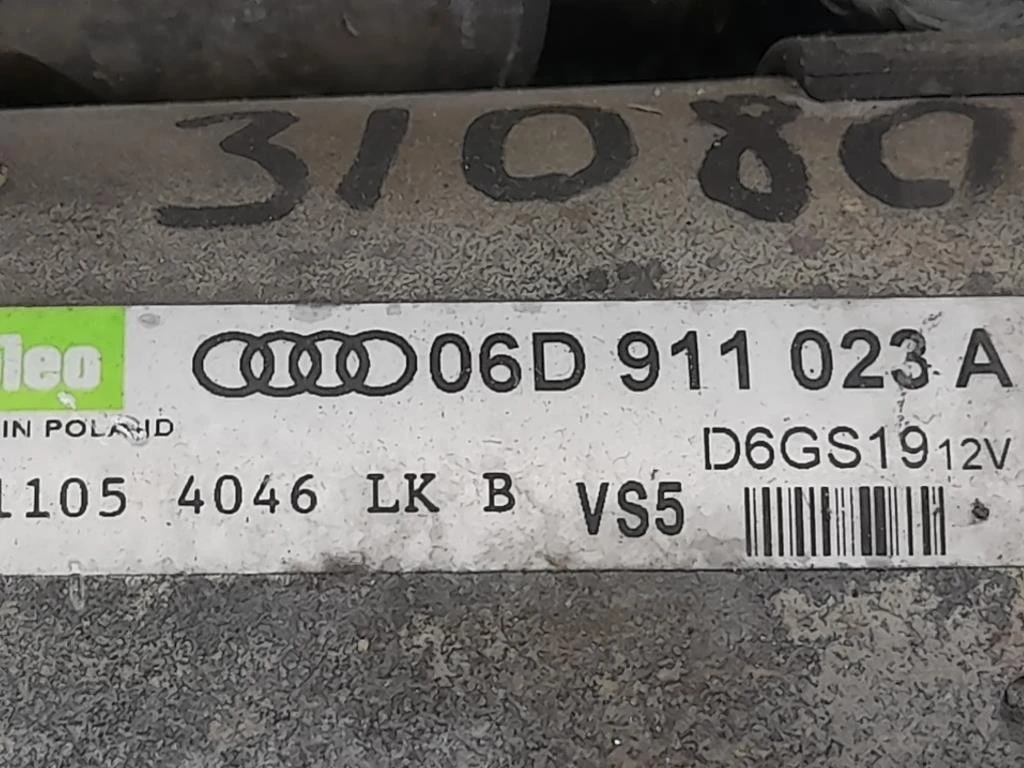 31080
leo 06D 911 023 A
IN POLAND
D6GS19 12V
1105 4046 LK B VS5